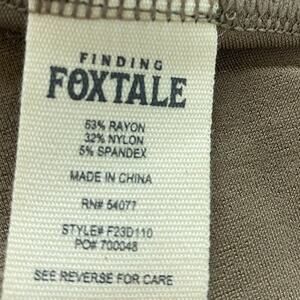 FINDING
FOXTALE
63% RAYON
32% NYLON
5% SPANDEX
MADE IN CHINA
RN# 54077
STYLE# F23D110
PO# 700048
SEE REVERSE FOR CARE